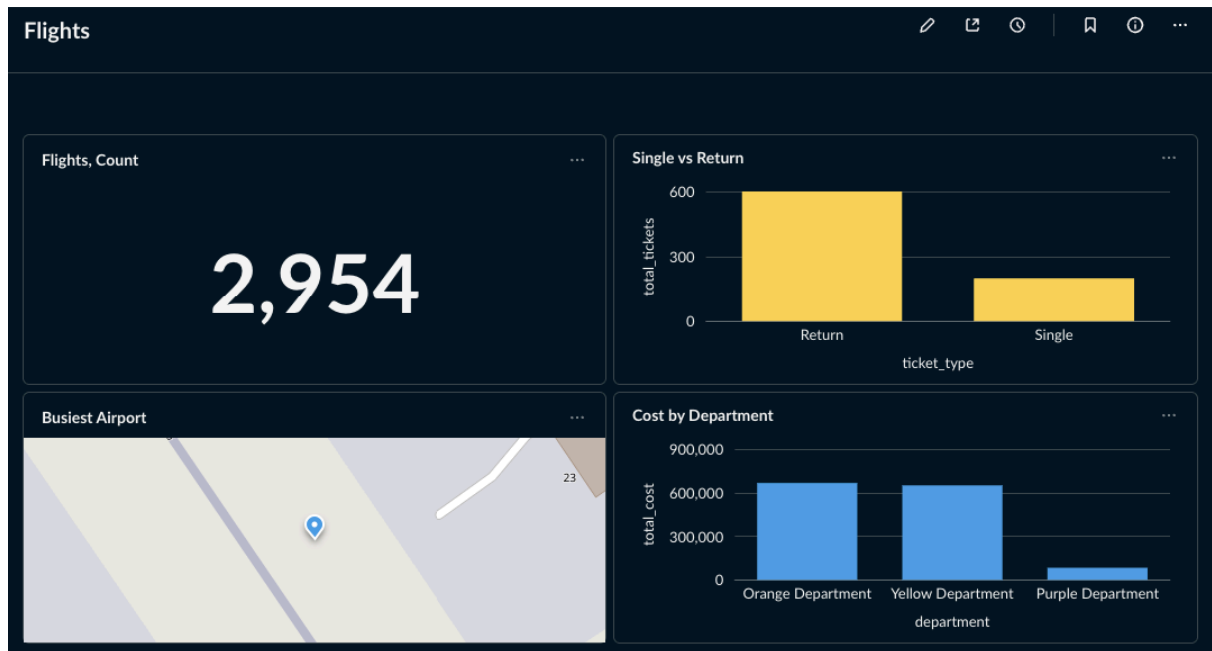 Flights
Flights, Count
2,954
Single vs Return
600
300
0
total_tickets
Return Single
ticket_type
Busiest Airport
23
Cost by Department
900,000
600,000
300,000
0
total_cost
Orange Department Yellow Department Purple Department
department